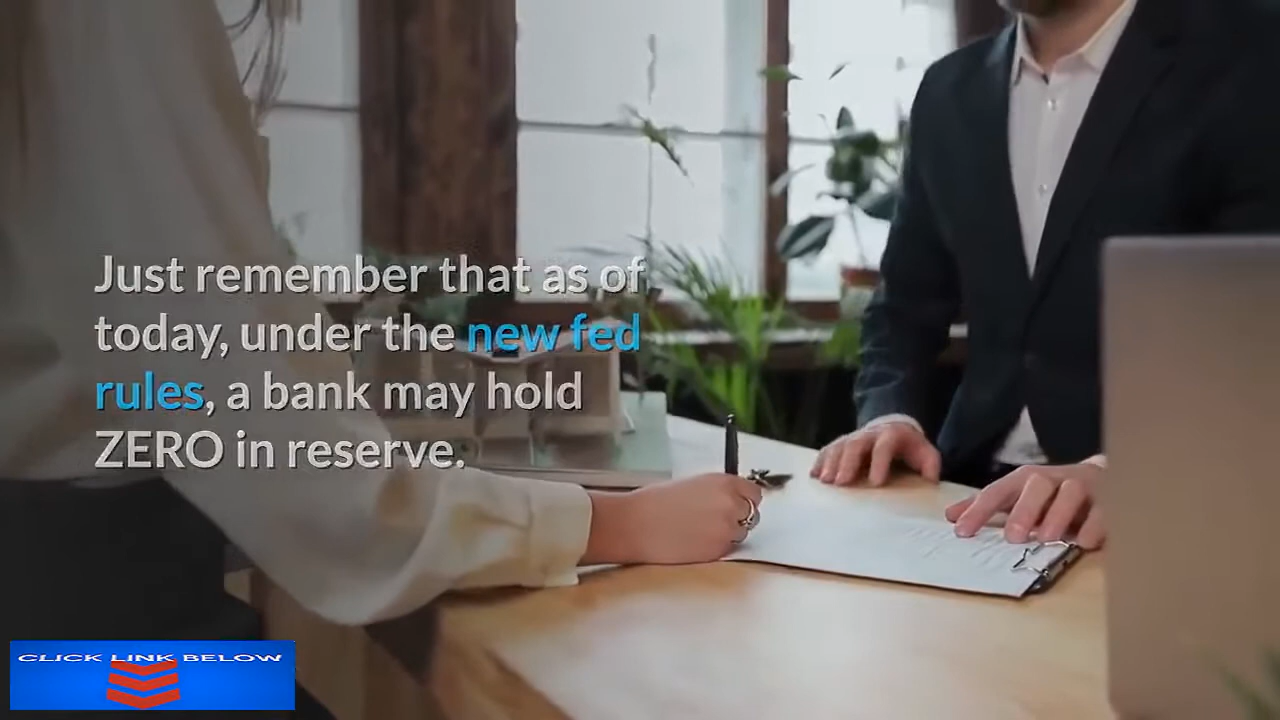 Just remember that as of
today, under the new fed
rules, a bank may hold
ZERO in reserve.
CLICK LINK BELOW